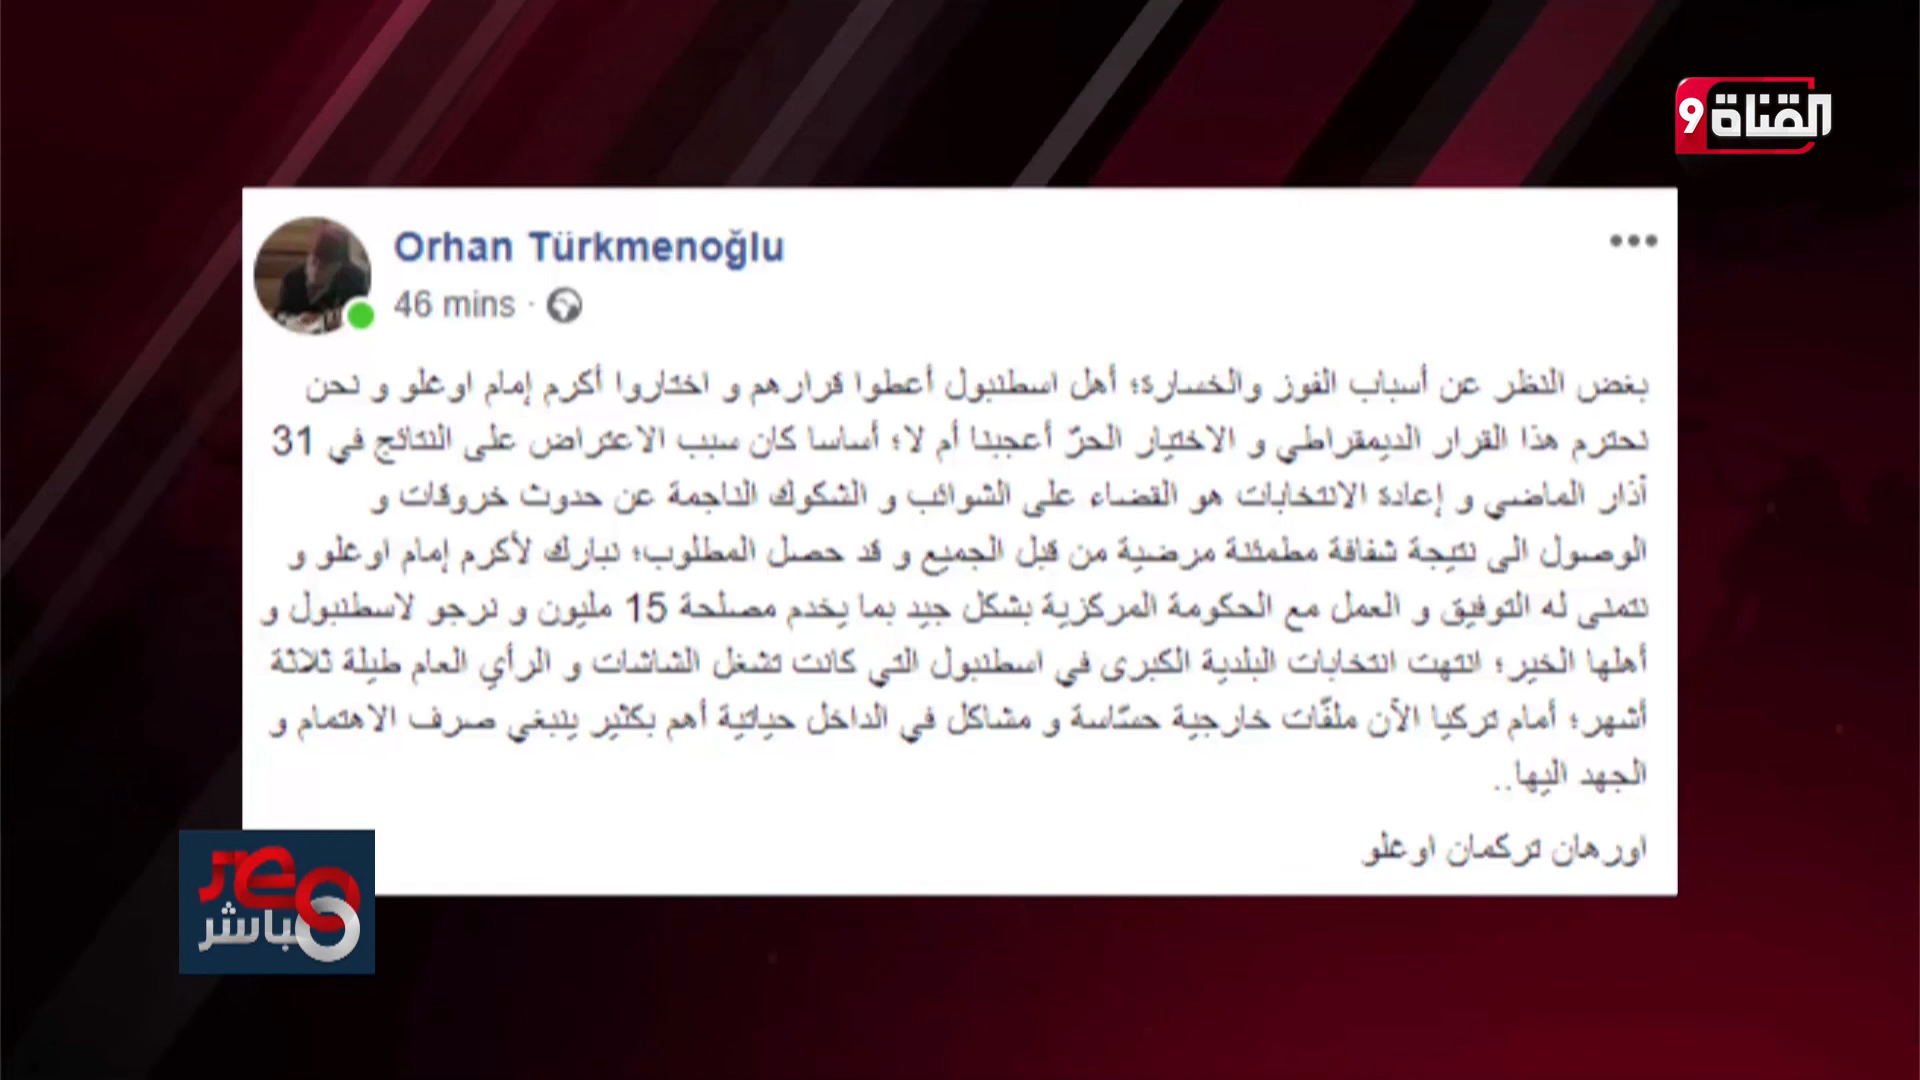 القناة 9
Orhan Türkmenoğlu
46 mins ·
بغض النظر عن أسباب الفوز والخسارة؛ أهل اسطنبول أعطوا قرارهم و اختاروا أكرم إمام اوغلو و نحن
نحترم هذا القرار الديمقراطي و الاختيار الحرّ أعجبنا أم لا؛ أساسا كان سبب الاعتراض على النتائج في 31
آذار الماضي و إعادة الانتخابات هو القضاء على الشوائب و الشكوك الناجمة عن حدوث خروقات و
الوصول الى نتيجة شفافة مطمئنة مرضية من قبل الجميع و قد حصل المطلوب؛ نبارك لأكرم إمام اوغلو و
نتمنى له التوفيق و العمل مع الحكومة المركزية بشكل جيد بما يخدم مصلحة 15 مليون و نرجو لاسطنبول و
أهلها الخير؛ انتهت انتخابات البلدية الكبرى في اسطنبول التي كانت تشغل الشاشات و الرأي العام طيلة ثلاثة
أشهر؛ أمام تركيا الآن ملفّات خارجية حسّاسة و مشاكل في الداخل حياتية أهم بكثير ينبغي صرف الاهتمام و
الجهد اليها..
اورهان تركمان اوغلو
مصر
مباشر